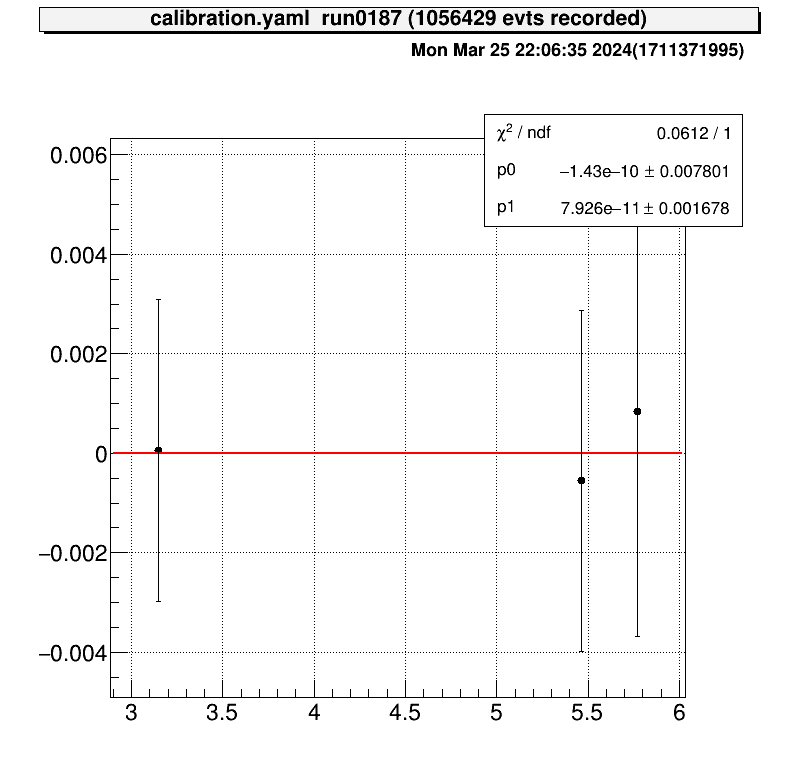 calibration.yaml  run0187 (1056429 evts recorded)
Mon Mar 25 22:06:35 2024(1711371995)
χ² / ndf 0.0612 / 1
p0 −1.43e−10 ± 0.007801
p1 7.926e−11 ± 0.001678
0.006
0.004
0.002
0
−0.002
−0.004
3 3.5 4 4.5 5 5.5 6